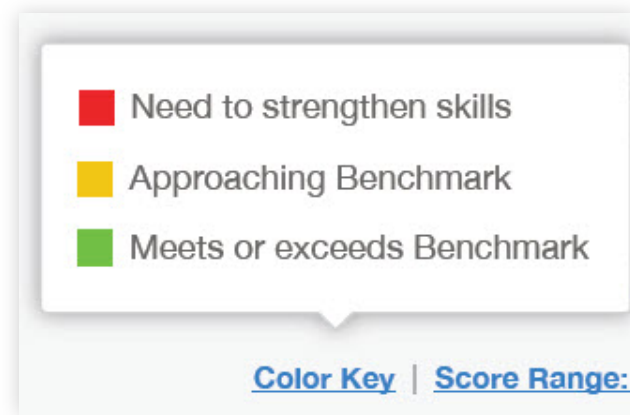 Need to strengthen skills
Approaching Benchmark
Meets or exceeds Benchmark
Color Key | Score Range: